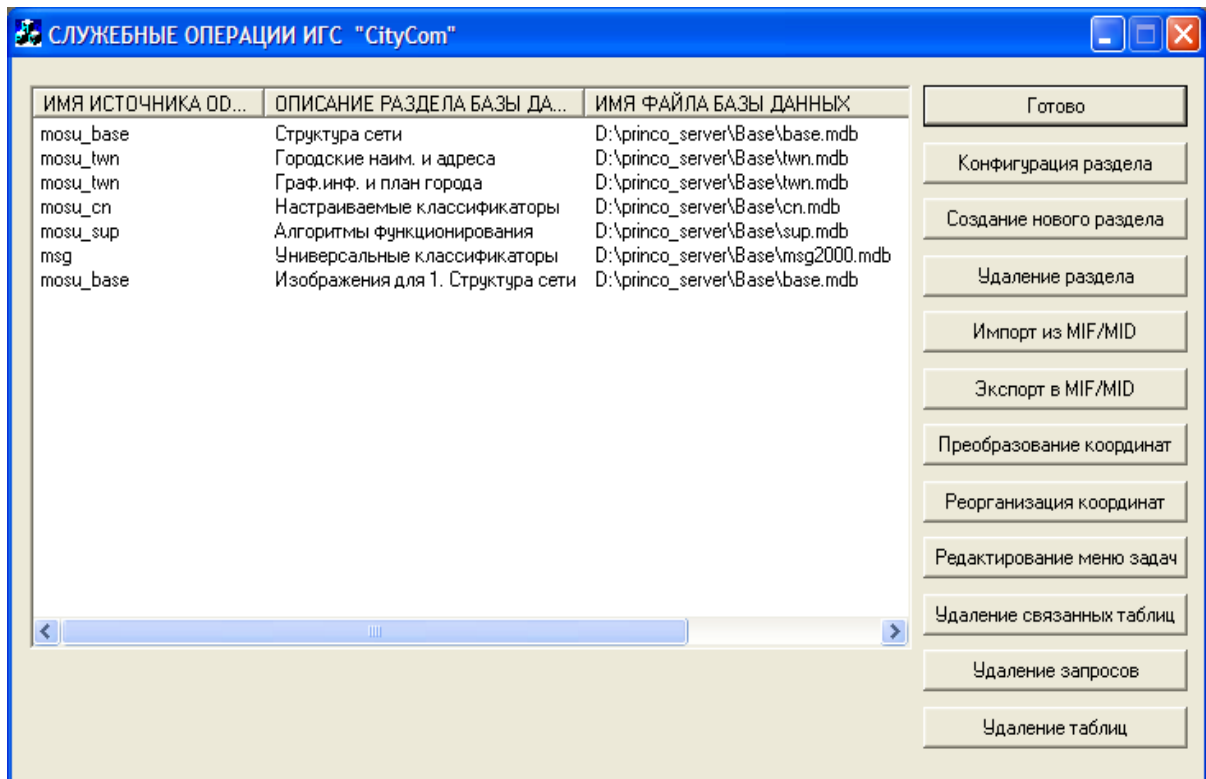 СЛУЖЕБНЫЕ ОПЕРАЦИИ ИГС "CityCom"
ИМЯ ИСТОЧНИКА OD... ОПИСАНИЕ РАЗДЕЛА БАЗЫ ДА... ИМЯ ФАЙЛА БАЗЫ ДАННЫХ
mosu_base Структура сети D:\princo_server\Base\base.mdb
mosu_twn Городские наим. и адреса D:\princo_server\Base\twn.mdb
mosu_twn Граф.инф. и план города D:\princo_server\Base\twn.mdb
mosu_cn Настраиваемые классификаторы D:\princo_server\Base\cn.mdb
mosu_sup Алгоритмы функционирования D:\princo_server\Base\sup.mdb
msg Универсальные классификаторы D:\princo_server\Base\msg2000.mdb
mosu_base Изображения для 1. Структура сети D:\princo_server\Base\base.mdb
Готово
Конфигурация раздела
Создание нового раздела
Удаление раздела
Импорт из MIF/MID
Экспорт в MIF/MID
Преобразование координат
Реорганизация координат
Редактирование меню задач
Удаление связанных таблиц
Удаление запросов
Удаление таблиц